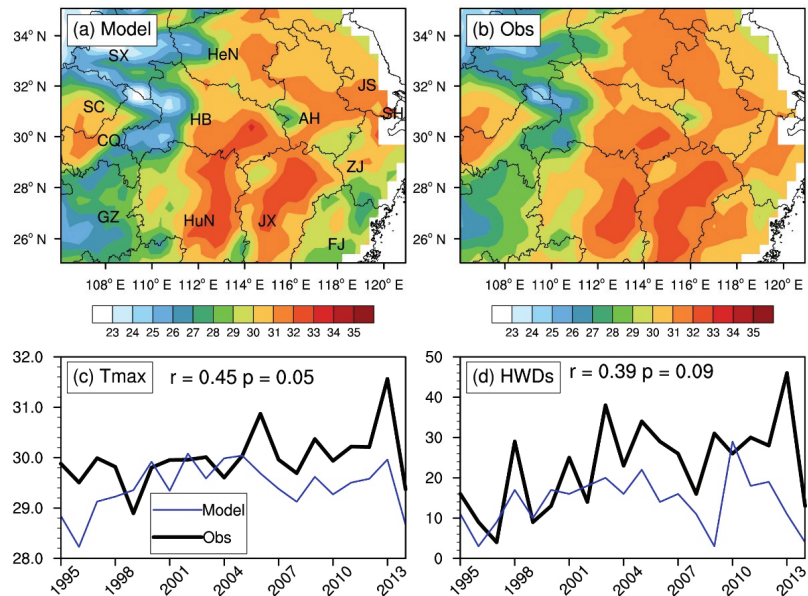 (a) Model
(b) Obs
34° N
32° N
30° N
28° N
26° N
SX
HeN
JS
SC
HB
AH
SH
CQ
ZJ
GZ
HuN
JX
FJ
34° N
32° N
30° N
28° N
26° N
108° E 110° E 112° E 114° E 116° E 118° E 120° E
108° E 110° E 112° E 114° E 116° E 118° E 120° E
23 24 25 26 27 28 29 30 31 32 33 34 35
23 24 25 26 27 28 29 30 31 32 33 34 35
(c) Tmax
r = 0.45 p = 0.05
32.0
31.0
30.0
29.0
28.0
Model
Obs
1995 1998 2001 2004 2007 2010 2013
(d) HWDs
r = 0.39 p = 0.09
50
40
30
20
10
0
1995 1998 2001 2004 2007 2010 2013